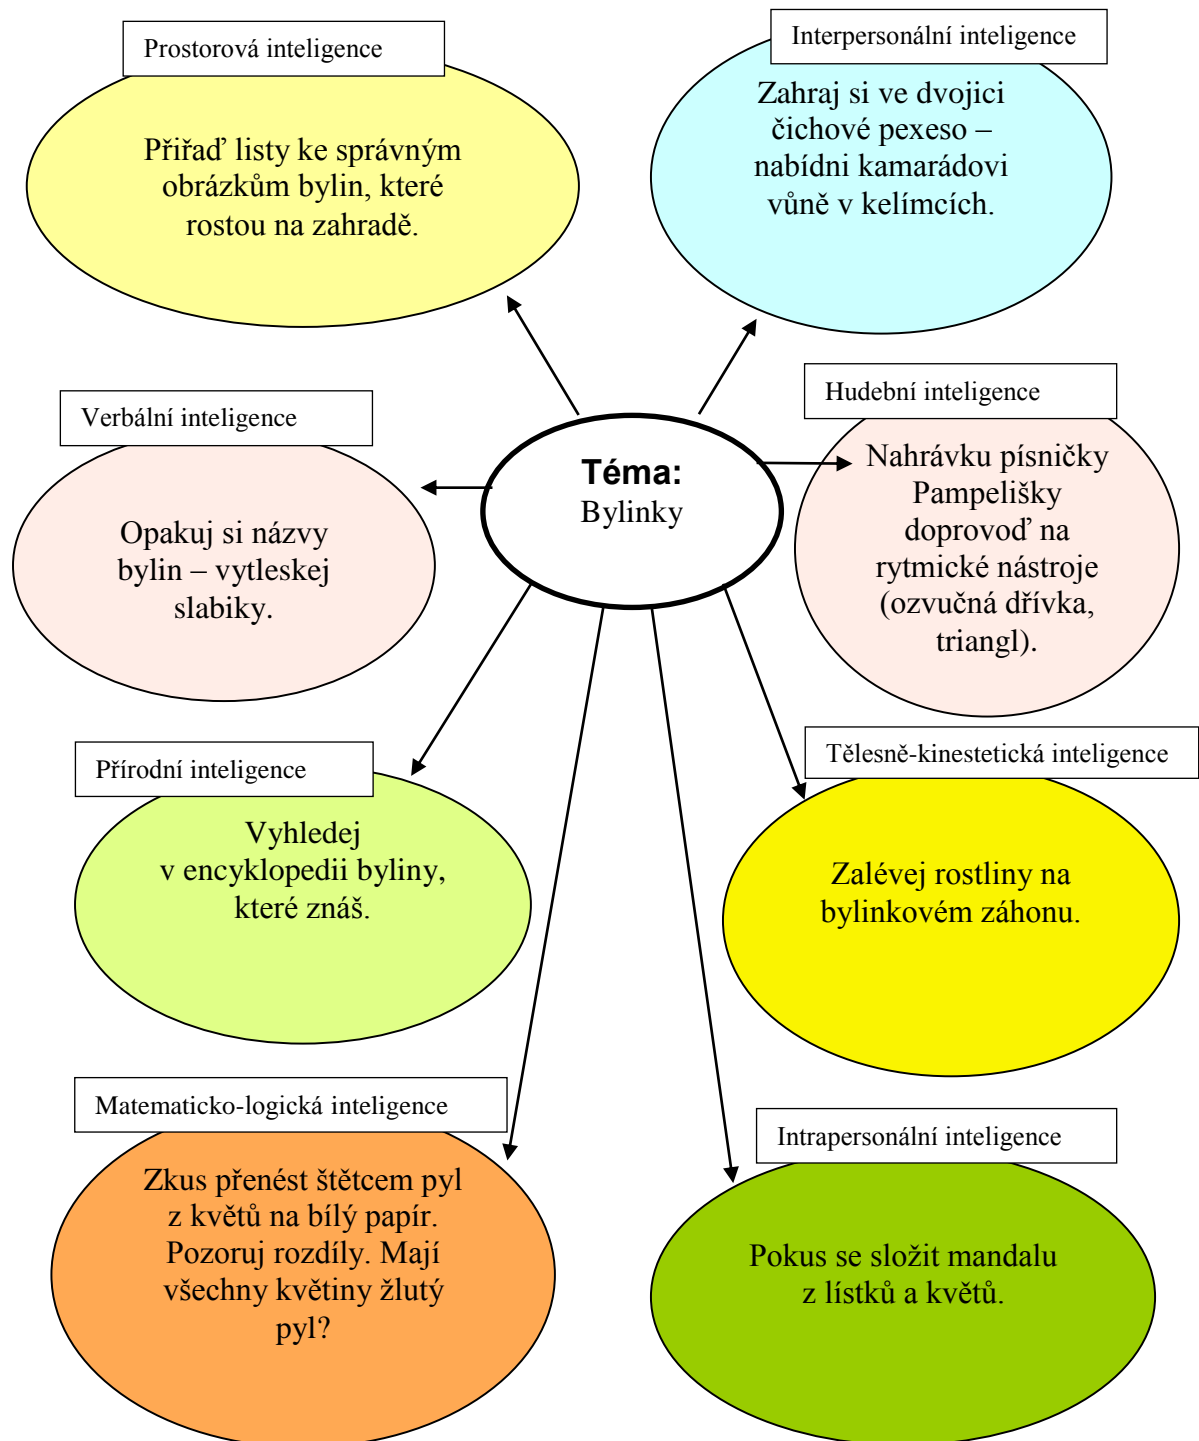 Prostorová inteligence
Přiřaď listy ke správným
obrázkům bylin, které
rostou na zahradě.
Interpersonální inteligence
Zahraj si ve dvojici
čichové pexeso –
nabídni kamarádovi
vůně v kelímcích.
Verbální inteligence
Opakuj si názvy
bylin – vytleskej
slabiky.
Téma:
Bylinky
Hudební inteligence
Nahrávku písničky
Pampelišky
doprovoď na
rytmické nástroje
(ozvučná dřívka,
triangl).
Přírodní inteligence
Vyhledej
v encyklopedii byliny,
které znáš.
Tělesně-kinestetická inteligence
Zalévej rostliny na
bylinkovém záhonu.
Matematicko-logická inteligence
Zkus přenést štětcem pyl
z květů na bílý papír.
Pozoruj rozdíly. Mají
všechny květiny žlutý
pyl?
Intrapersonální inteligence
Pokus se složit mandalu
z lístků a květů.